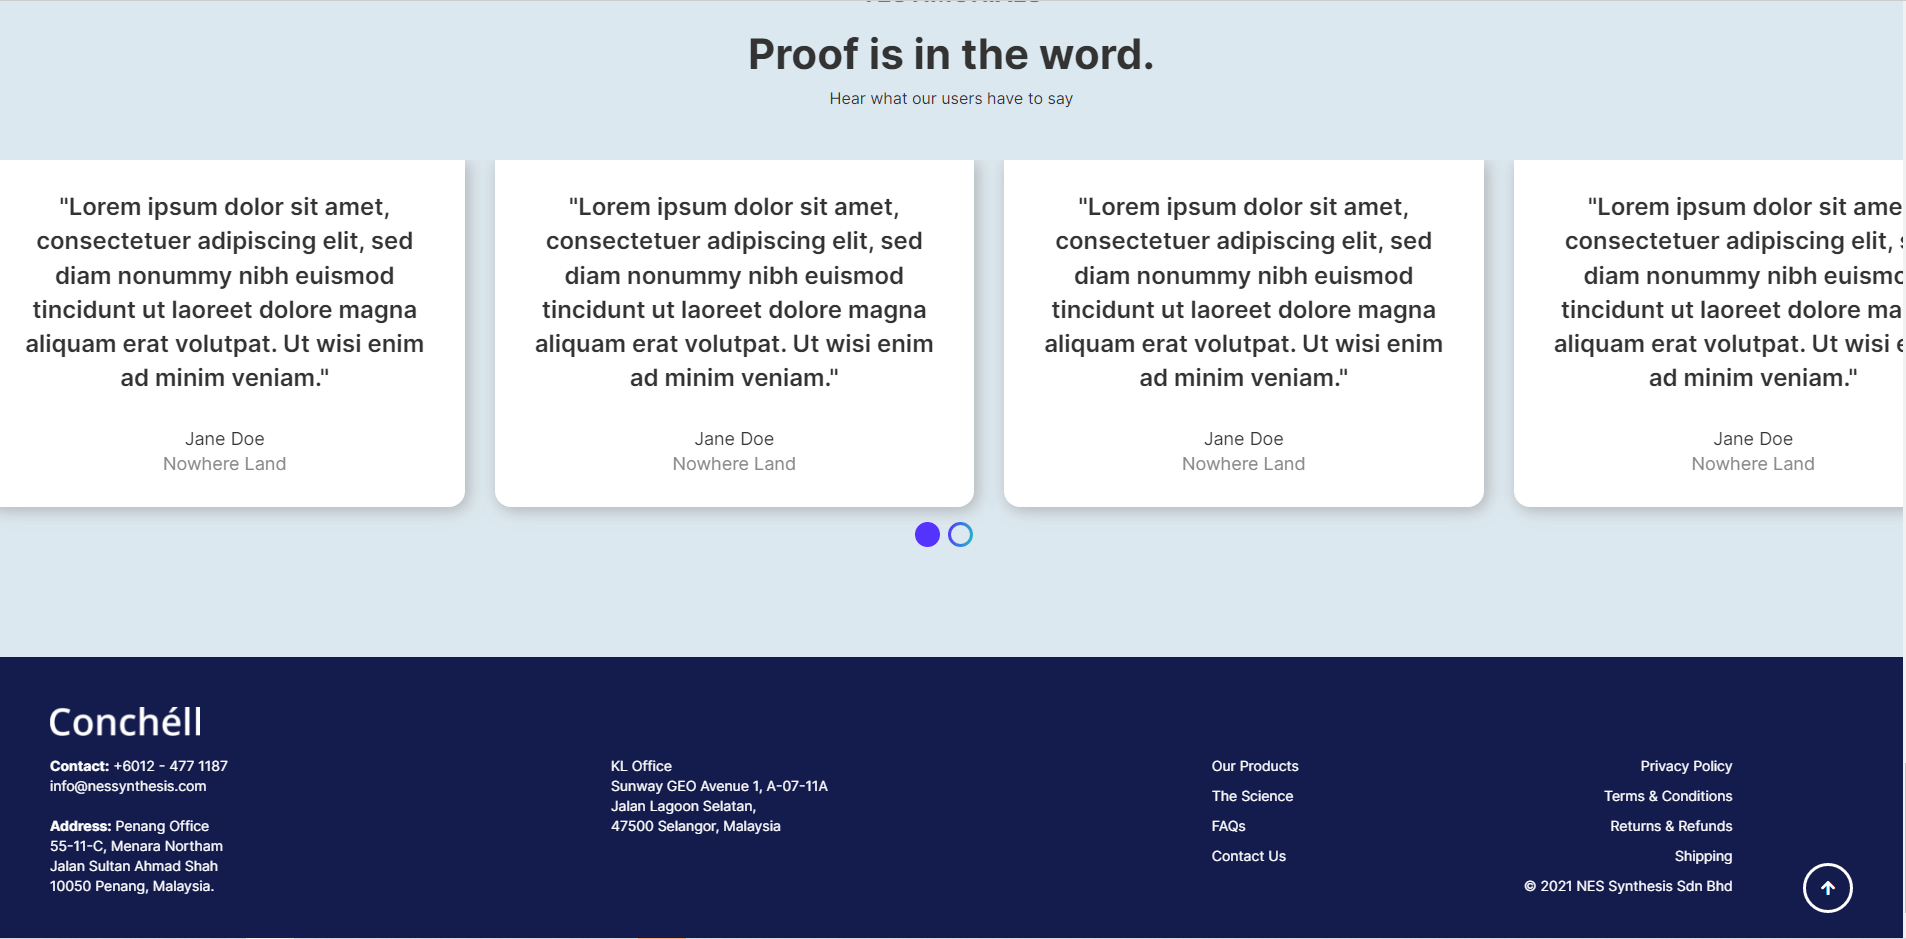 Proof is in the word.
Hear what our users have to say
"Lorem ipsum dolor sit amet,
consectetuer adipiscing elit, sed
diam nonummy nibh euismod
tincidunt ut laoreet dolore magna
aliquam erat volutpat. Ut wisi enim
ad minim veniam."
Jane Doe
Nowhere Land
"Lorem ipsum dolor sit amet,
consectetuer adipiscing elit, sed
diam nonummy nibh euismod
tincidunt ut laoreet dolore magna
aliquam erat volutpat. Ut wisi enim
ad minim veniam."
Jane Doe
Nowhere Land
"Lorem ipsum dolor sit amet,
consectetuer adipiscing elit, sed
diam nonummy nibh euismod
tincidunt ut laoreet dolore magna
aliquam erat volutpat. Ut wisi enim
ad minim veniam."
Jane Doe
Nowhere Land
"Lorem ipsum dolor sit
consectetuer adipiscing elit,
diam nonummy nibh
tincidunt ut laoreet dolore
aliquam erat volutpat. Ut wisi
ad minim veniam."
Jane Doe
Nowhere Land
Conchéll
Contact: +6012 - 477 1187
info@nessynthesis.com
Address: Penang Office
55-11-C, Menara Northam
Jalan Sultan Ahmad Shah
10050 Penang, Malaysia.
KL Office
Sunway GEO Avenue 1, A-07-11A
Jalan Lagoon Selatan,
47500 Selangor, Malaysia
Our Products
The Science
FAQs
Contact Us
Privacy Policy
Terms & Conditions
Returns & Refunds
Shipping
© 2021 NES Synthesis Sdn Bhd